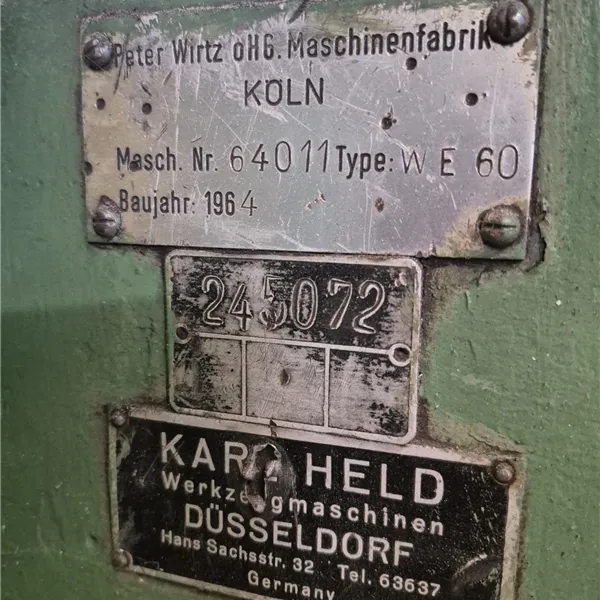 Peter Wirtz oHG. Maschinenfabrik
KÖLN
Masch. Nr. 64011 Type: W E 60
Baujahr: 1964
245072
KARL HELD
Werkzeugmaschinen
DÜSSELDORF
Hans Sachsstr. 32 Tel. 63637
Germany